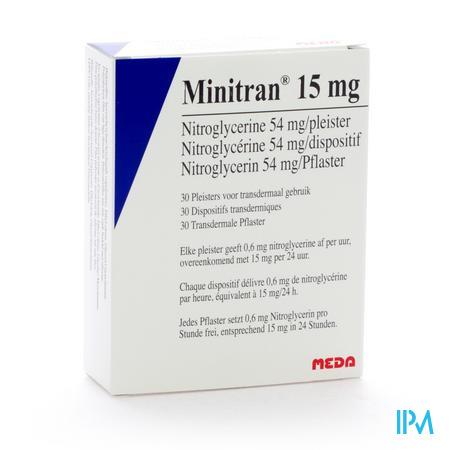 Minitran® 15 mg
Nitroglycerine 54 mg/pleister
Nitroglycérine 54 mg/dispositif
Nitroglycerin 54 mg/Pflaster
30 Pleisters voor transdermaal gebruik
30 Dispositifs transdermiques
30 Transdermale Pflaster
Elke pleister geeft 0,6 mg nitroglycerine af per uur,
overeenkomend met 15 mg per 24 uur.
Chaque dispositif délivre 0,6 mg de nitroglycérine
par heure, équivalent à 15 mg/24 h.
Jedes Pflaster setzt 0,6 mg Nitroglycerin pro
Stunde frei, entsprechend 15 mg in 24 Stunden.
MEDA
IPM